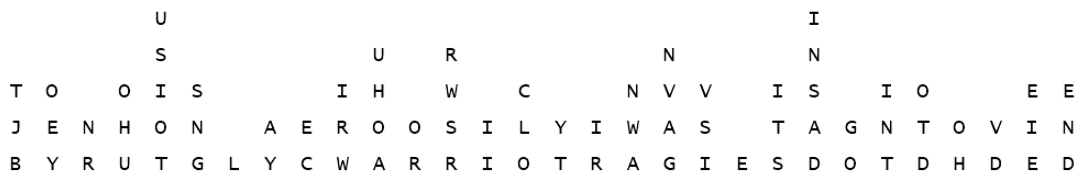 U I
S U R N N
T O O I S I H W C N V V I S I O E E
J E N H O N A E R O O S I L Y I W A S T A G N T O V I N
B Y R U T G L Y C W A R R I O T R A G I E S D O T D H D E D